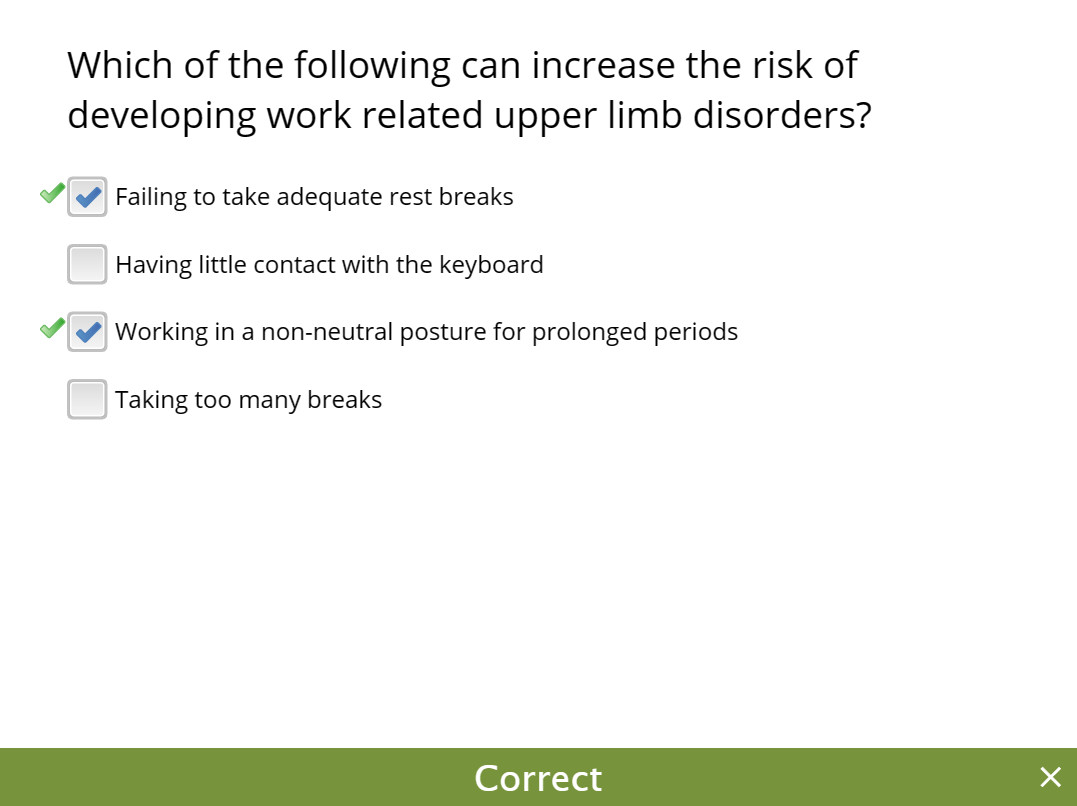 Which of the following can increase the risk of
developing work related upper limb disorders?
Failing to take adequate rest breaks
Having little contact with the keyboard
Working in a non-neutral posture for prolonged periods
Taking too many breaks
Correct